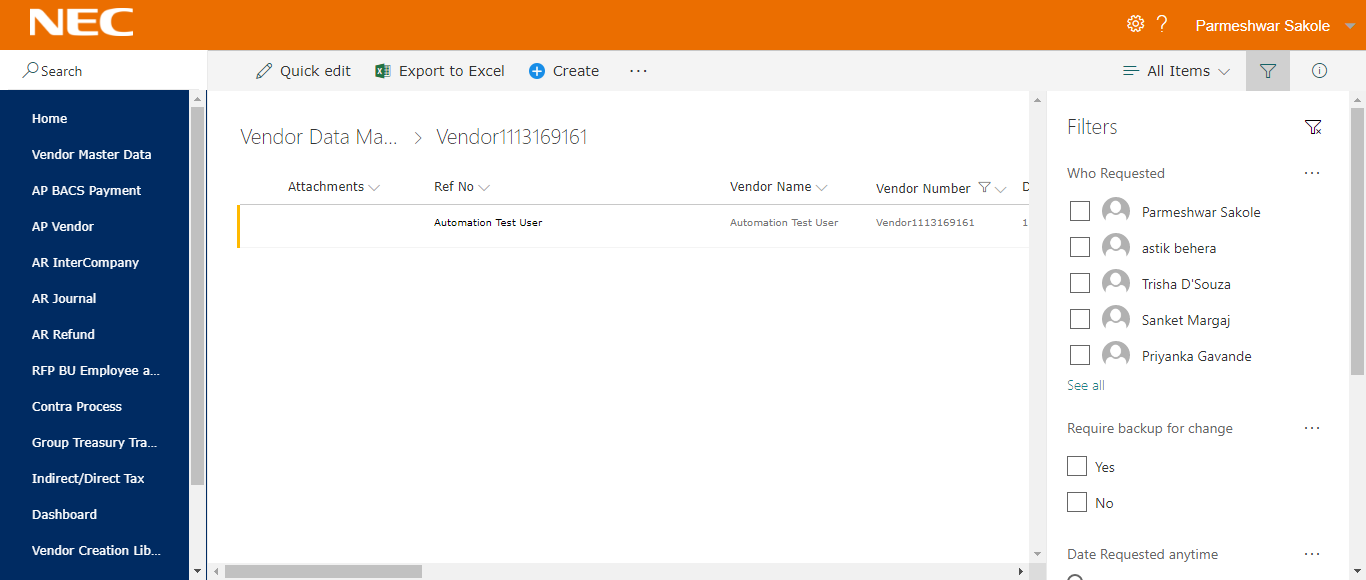 NEC
? Parmeshwar Sakole
Search
Quick edit Export to Excel Create ... All Items
Home
Vendor Master Data
AP BACS Payment
AP Vendor
AR InterCompany
AR Journal
AR Refund
RFP BU Employee a...
Contra Process
Group Treasury Tra...
Indirect/Direct Tax
Dashboard
Vendor Creation Lib...
Vendor Data Ma... > Vendor1113169161
Attachments Ref No Vendor Name Vendor Number D
Automation Test User Automation Test User Vendor1113169161 1
Filters
Who Requested ...
Parmeshwar Sakole
astik behera
Trisha D'Souza
Sanket Margaj
Priyanka Gavande
See all
Require backup for change ...
Yes
No
Date Requested anytime ...